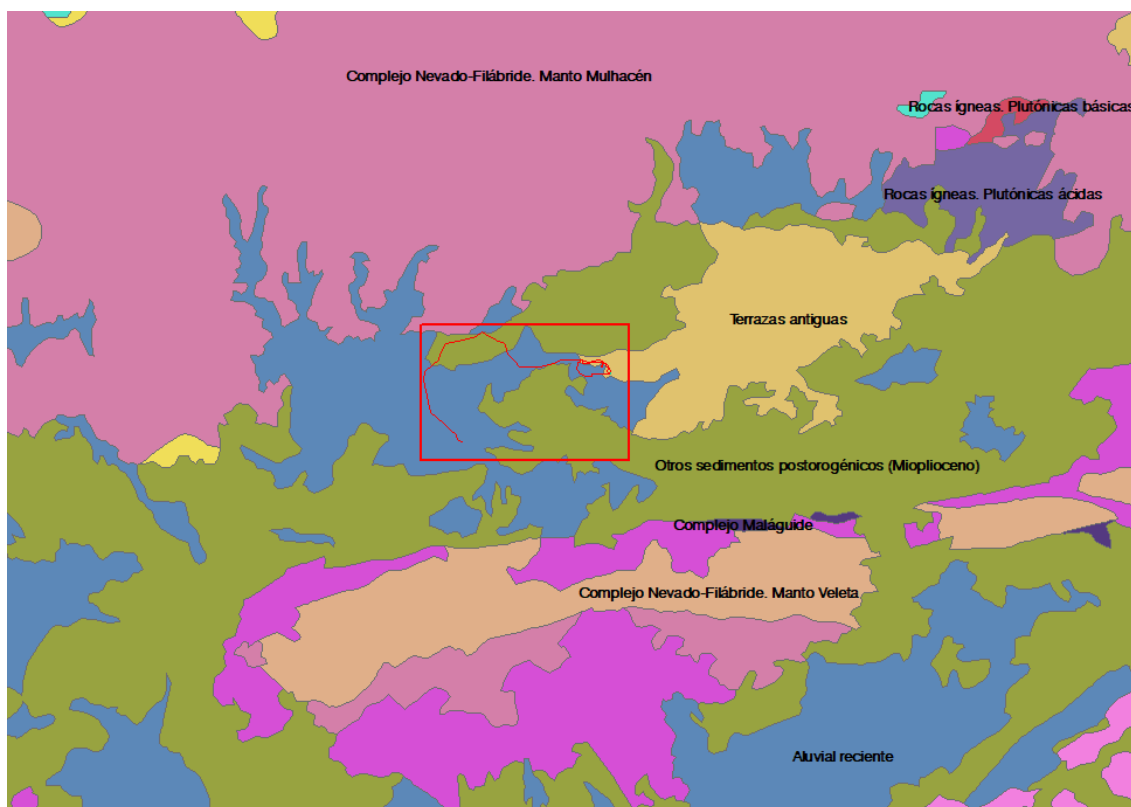 Complejo Nevado-Filábride. Manto Mulhacén
Rocas ígneas. Plutónicas básicas
Rocas ígneas. Plutónicas ácidas
Terrazas antiguas
Otros sedimentos postorogénicos (Mioplioceno)
Complejo Maláguide
Complejo Nevado-Filábride. Manto Veleta
Aluvial reciente